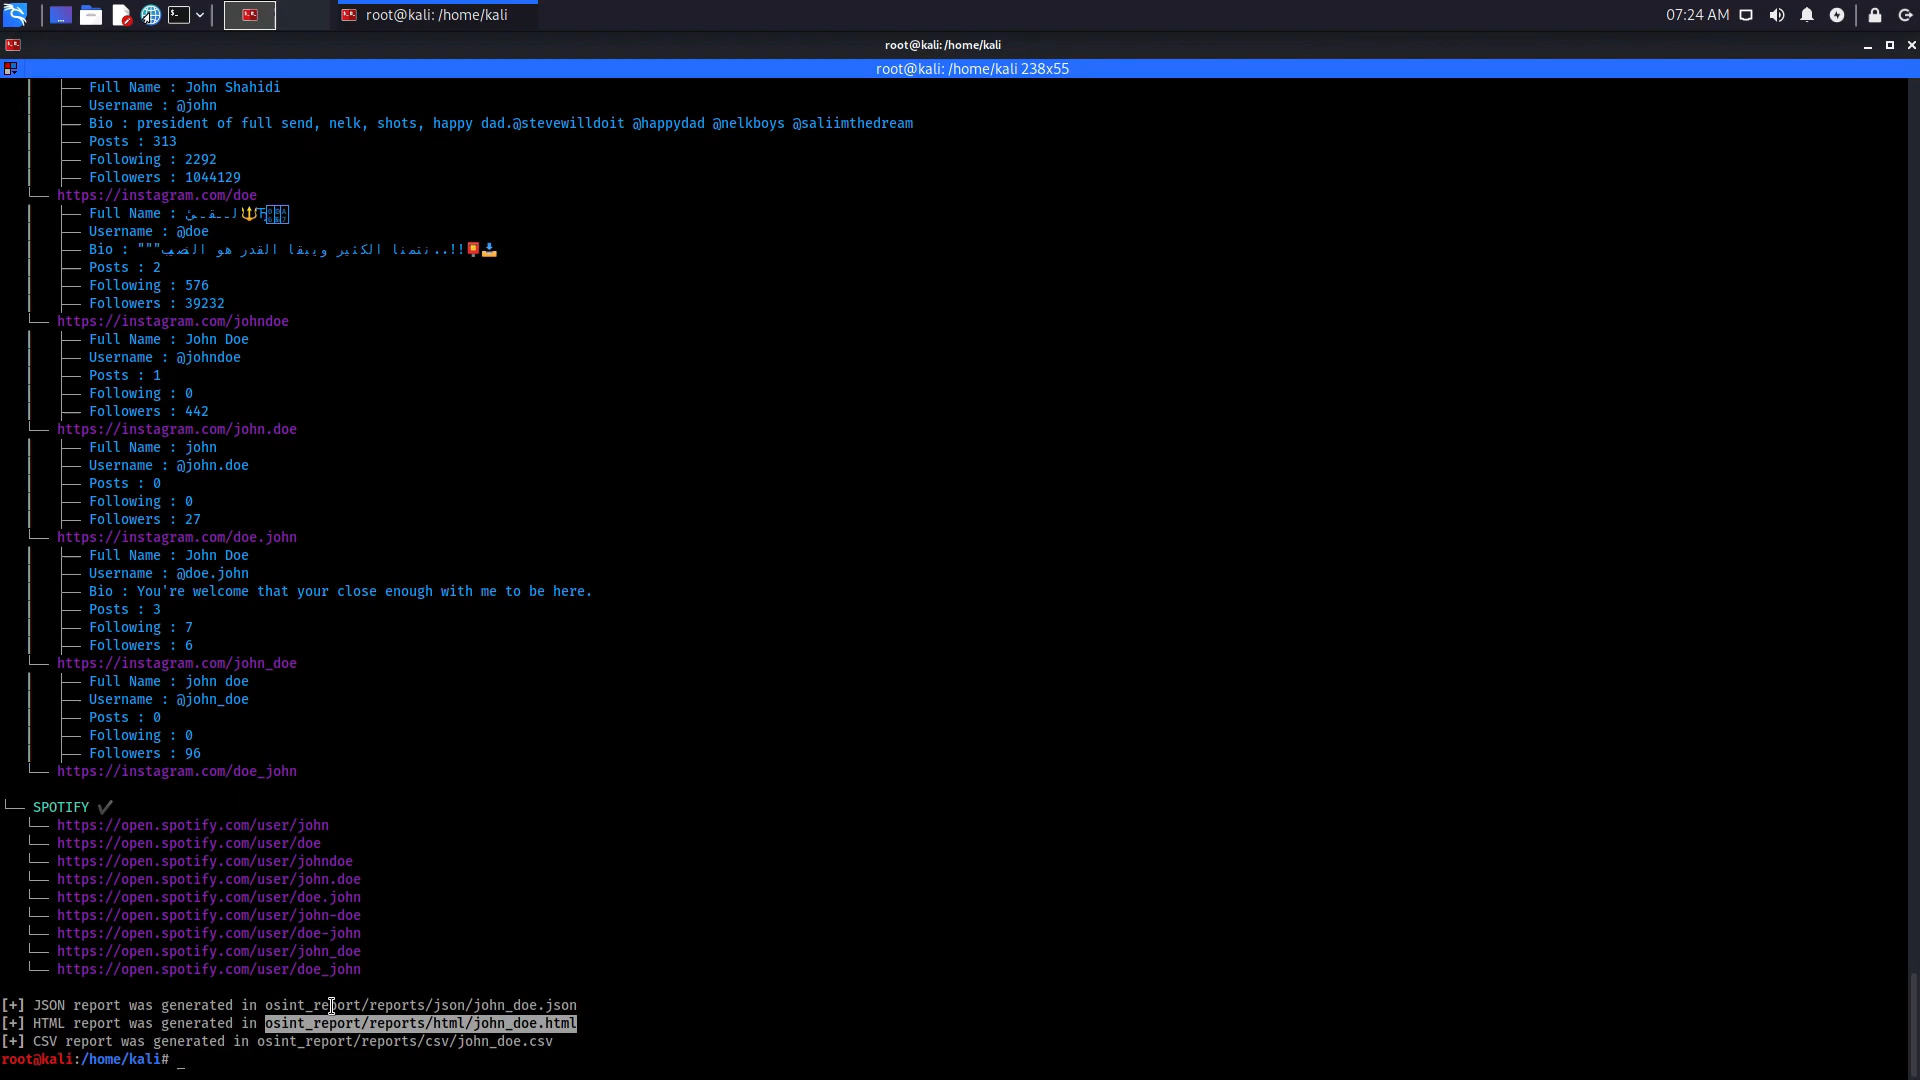 root@kali: /home/kali
07:24 AM
root@kali: /home/kali
root@kali: /home/kali 238x55
Full Name : John Shahidi
Username : @john
Bio : president of full send, nelk, shots, happy dad.@stevewilldoit @happydad @nelkboys @saliimthedream
Posts : 313
Following : 2292
Followers : 1044129
https://instagram.com/doe
Full Name :
Username : @doe
Bio : """نتمنا الكثير ويبقا القدر هو..!!
Posts : 2
Following : 576
Followers : 39232
https://instagram.com/johndoe
Full Name : John Doe
Username : @johndoe
Posts : 1
Following : 0
Followers : 442
https://instagram.com/john.doe
Full Name : john
Username : @john.doe
Posts : 0
Following : 0
Followers : 27
https://instagram.com/doe.john
Full Name : John Doe
Username : @doe.john
Bio : You're welcome that your close enough with me to be here.
Posts : 3
Following : 7
Followers : 6
https://instagram.com/john_doe
Full Name : john doe
Username : @john_doe
Posts : 0
Following : 0
Followers : 96
https://instagram.com/doe_john
SPOTIFY ✔
https://open.spotify.com/user/john
https://open.spotify.com/user/doe
https://open.spotify.com/user/johndoe
https://open.spotify.com/user/john.doe
https://open.spotify.com/user/doe.john
https://open.spotify.com/user/john-doe
https://open.spotify.com/user/doe-john
https://open.spotify.com/user/john_doe
https://open.spotify.com/user/doe_john
[+] JSON report was generated in osint_report/reports/json/john_doe.json
[+] HTML report was generated in osint_report/reports/html/john_doe.html
[+] CSV report was generated in osint_report/reports/csv/john_doe.csv
root@kali:/home/kali# _